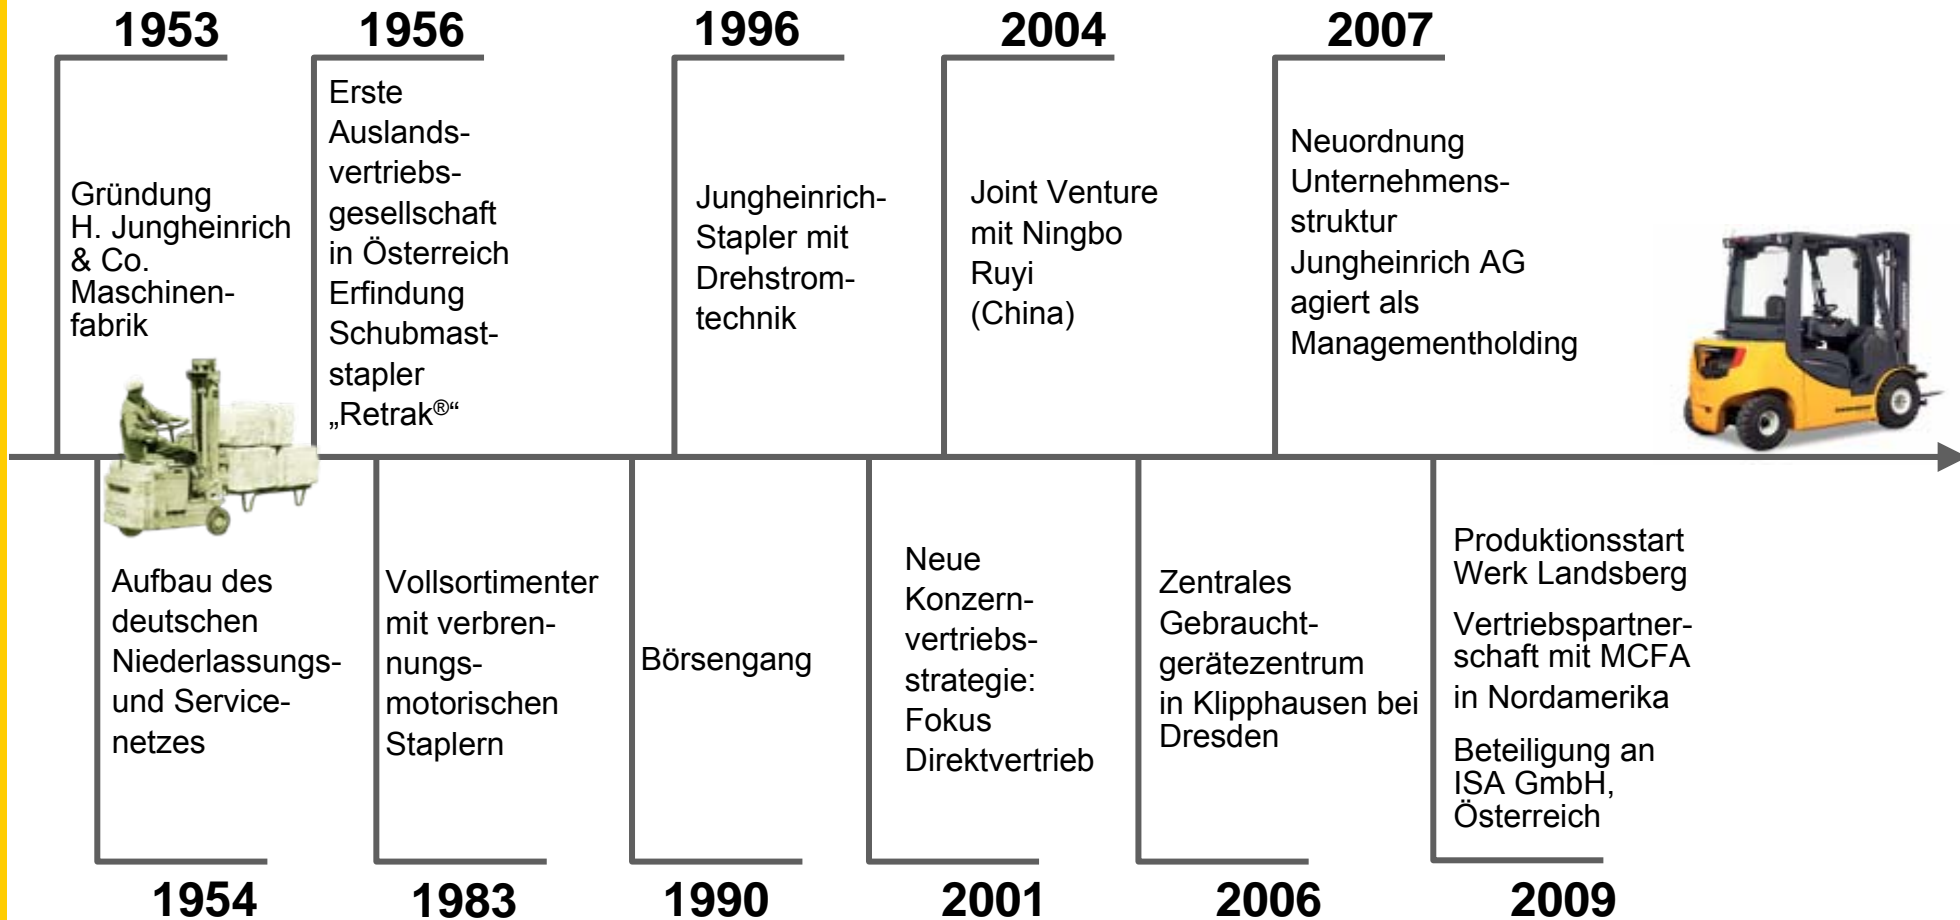 1953
Gründung
H. Jungheinrich
& Co.
Maschinen-
fabrik
1954
Aufbau des
deutschen
Niederlassungs-
und Service-
netzes
1956
Erste
Auslands-
vertriebs-
gesellschaft
in Österreich
Erfindung
Schubmast-
stapler
„Retrak®“
1983
Vollsortimenter
mit verbren-
nungs-
motorischen
Staplern
1990
Börsengang
1996
Jungheinrich-
Stapler mit
Drehstrom-
technik
2001
Neue
Konzern-
vertriebs-
strategie:
Fokus
Direktvertrieb
2004
Joint Venture
mit Ningbo
Ruyi
(China)
2006
Zentrales
Gebraucht-
gerätezentrum
in Klipphausen bei
Dresden
2007
Neuordnung
Unternehmens-
struktur
Jungheinrich AG
agiert als
Managementholding
2009
Produktionsstart
Werk Landsberg
Vertriebspartner-
schaft mit MCFA
in Nordamerika
Beteiligung an
ISA GmbH,
Österreich